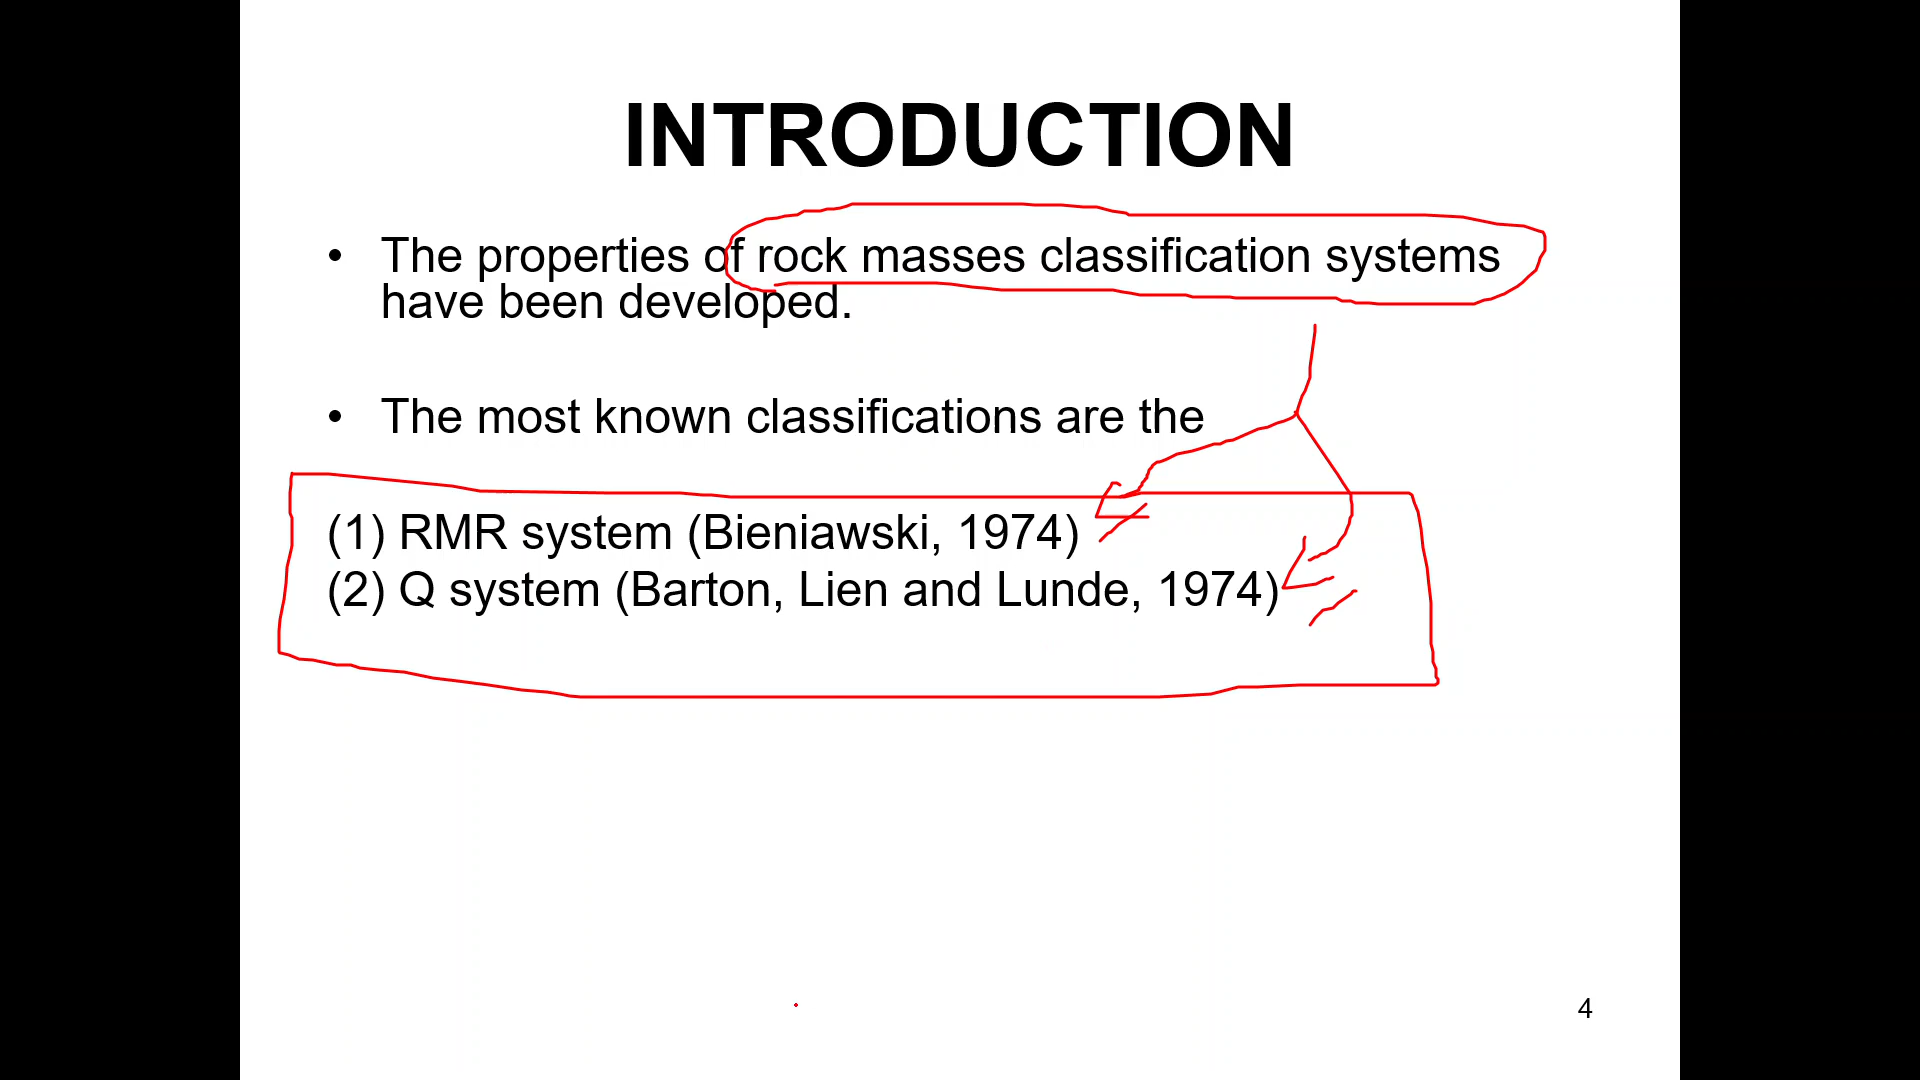 INTRODUCTION
• The properties of rock masses classification systems
have been developed.
• The most known classifications are the
(1) RMR system (Bieniawski, 1974)
(2) Q system (Barton, Lien and Lunde, 1974)
4